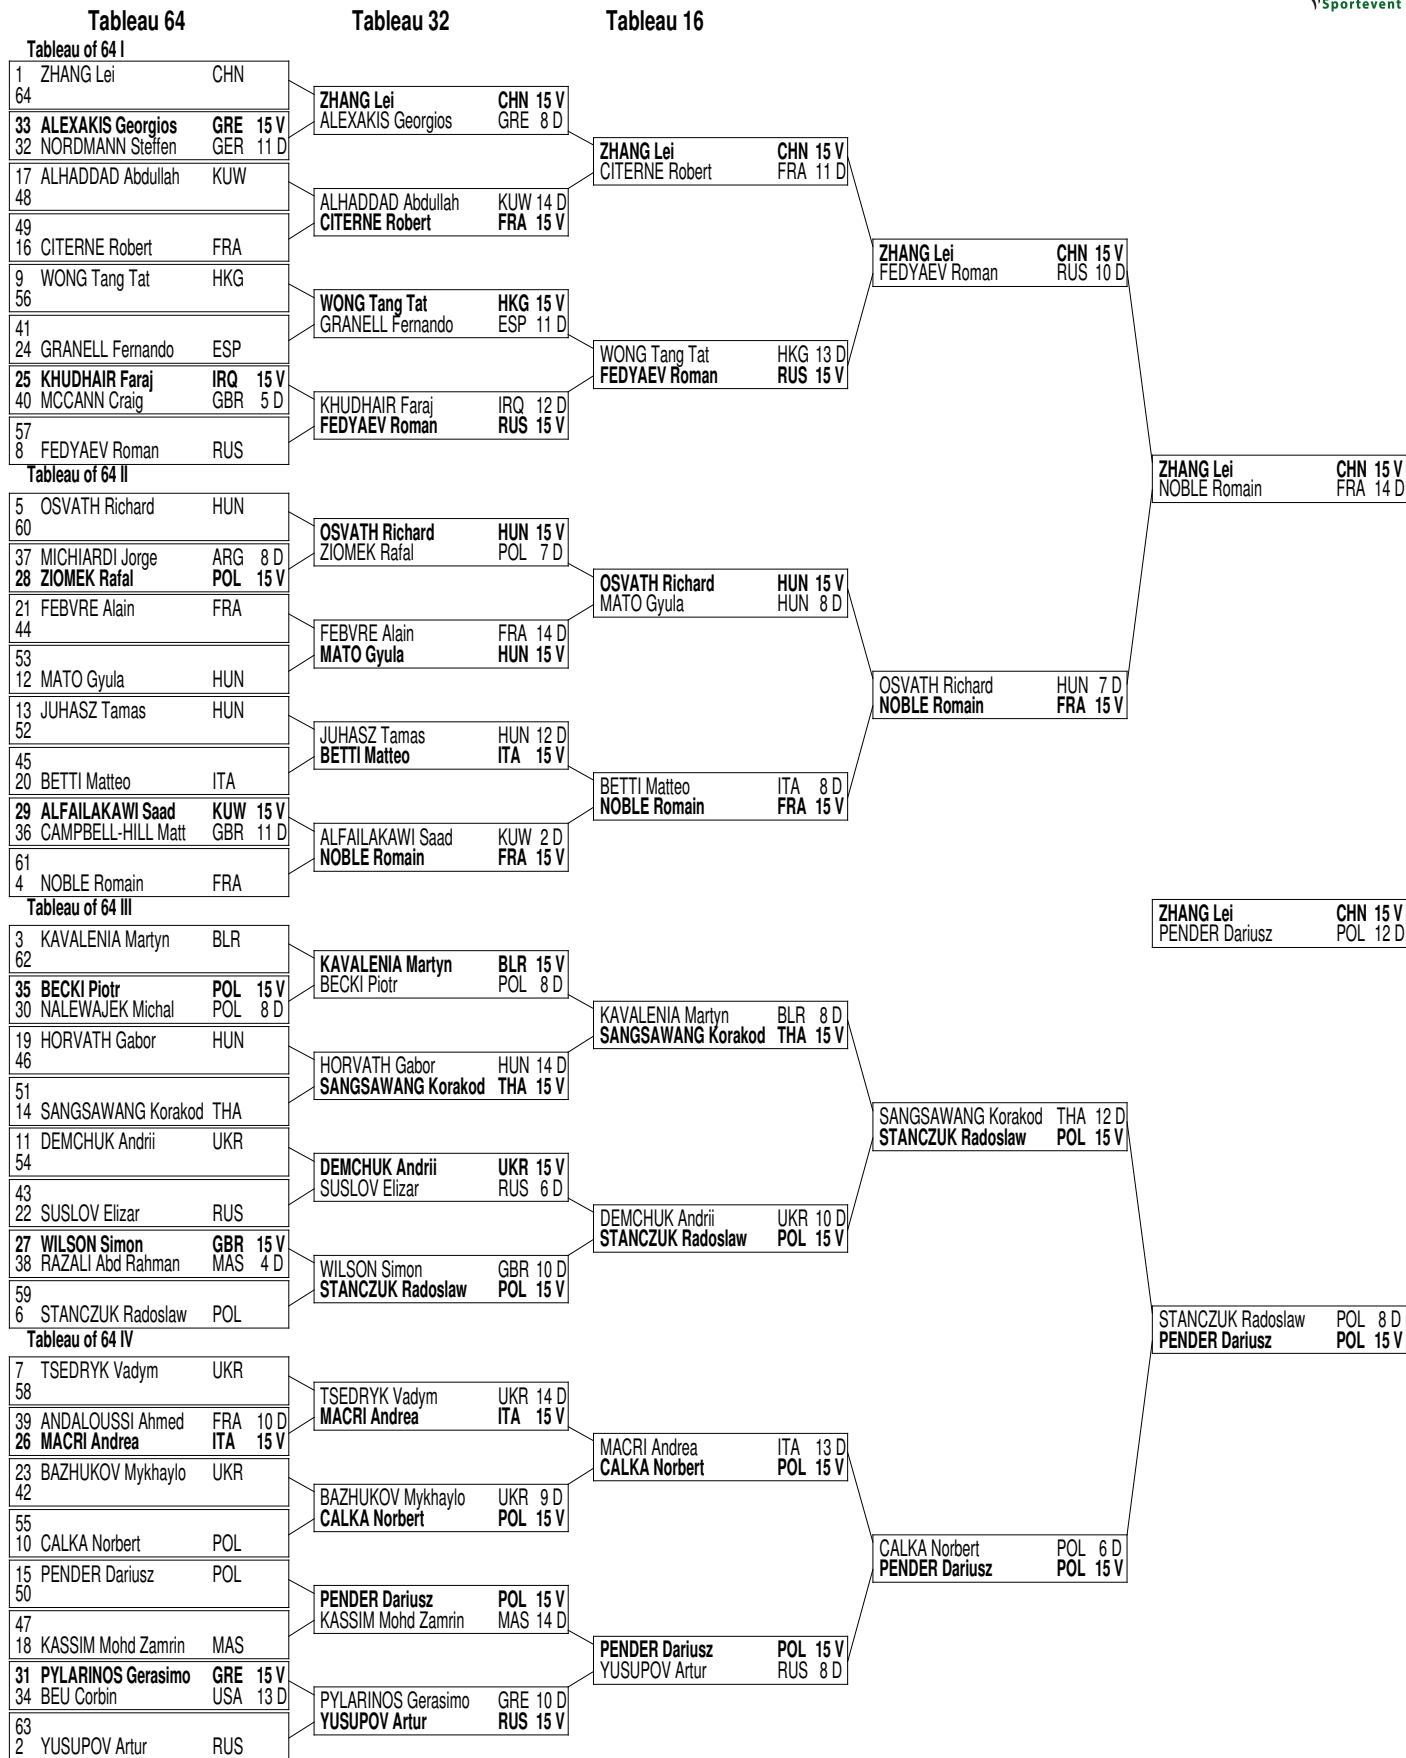 Sportevent
Tableau 64 Tableau 32 Tableau 16
Tableau of 64 I
1 ZHANG Lei CHN
64
33 ALEXAKIS Georgios GRE 15 V
32 NORDMANN Steffen GER 11 D
17 ALHADDAD Abdullah KUW
48
49
16 CITERNE Robert FRA
9 WONG Tang Tat HKG
56
41
24 GRANELL Fernando ESP
25 KHUDHAIR Faraj IRQ 15 V
40 MCCANN Craig GBR 5 D
57
8 FEDYAEV Roman RUS
Tableau of 64 II
5 OSVATH Richard HUN
60
37 MICHIARDI Jorge ARG 8 D
28 ZIOMEK Rafal POL 15 V
21 FEBVRE Alain FRA
44
53
12 MATO Gyula HUN
13 JUHASZ Tamas HUN
52
45
20 BETTI Matteo ITA
29 ALFAILAKAWI Saad KUW 15 V
36 CAMPBELL-HILL Matt GBR 11 D
61
4 NOBLE Romain FRA
Tableau of 64 III
3 KAVALENIA Martyn BLR
62
35 BECKI Piotr POL 15 V
30 NALEWAJEK Michal POL 8 D
19 HORVATH Gabor HUN
46
51
14 SANGSAWANG Korakod THA
11 DEMCHUK Andrii UKR
54
43
22 SUSLOV Elizar RUS
27 WILSON Simon GBR 15 V
38 RAZALI Abd Rahman MAS 4 D
59
6 STANCZUK Radoslaw POL
Tableau of 64 IV
7 TSEDRYK Vadym UKR
58
39 ANDALOUSSI Ahmed FRA 10 D
26 MACRI Andrea ITA 15 V
23 BAZHUKOV Mykhaylo UKR
42
55
10 CALKA Norbert POL
15 PENDER Dariusz POL
50
47
18 KASSIM Mohd Zamrin MAS
31 PYLARINOS Gerasimo GRE 15 V
34 BEU Corbin USA 13 D
63
2 YUSUPOV Artur RUS
ZHANG Lei CHN 15 V
ALEXAKIS Georgios GRE 8 D
ALHADDAD Abdullah KUW 14 D
CITERNE Robert FRA 15 V
WONG Tang Tat HKG 15 V
GRANELL Fernando ESP 11 D
KHUDHAIR Faraj IRQ 12 D
FEDYAEV Roman RUS 15 V
OSVATH Richard HUN 15 V
ZIOMEK Rafal POL 7 D
FEBVRE Alain FRA 14 D
MATO Gyula HUN 15 V
JUHASZ Tamas HUN 12 D
BETTI Matteo ITA 15 V
ALFAILAKAWI Saad KUW 2 D
NOBLE Romain FRA 15 V
KAVALENIA Martyn BLR 15 V
BECKI Piotr POL 8 D
HORVATH Gabor HUN 14 D
SANGSAWANG Korakod THA 15 V
DEMCHUK Andrii UKR 15 V
SUSLOV Elizar RUS 6 D
WILSON Simon GBR 10 D
STANCZUK Radoslaw POL 15 V
TSEDRYK Vadym UKR 14 D
MACRI Andrea ITA 15 V
BAZHUKOV Mykhaylo UKR 9 D
CALKA Norbert POL 15 V
PENDER Dariusz POL 15 V
KASSIM Mohd Zamrin MAS 14 D
PYLARINOS Gerasimo GRE 10 D
YUSUPOV Artur RUS 15 V
ZHANG Lei CHN 15 V
CITERNE Robert FRA 11 D
WONG Tang Tat HKG 13 D
FEDYAEV Roman RUS 15 V
OSVATH Richard HUN 15 V
MATO Gyula HUN 8 D
BETTI Matteo ITA 8 D
NOBLE Romain FRA 15 V
KAVALENIA Martyn BLR 8 D
SANGSAWANG Korakod THA 15 V
DEMCHUK Andrii UKR 10 D
STANCZUK Radoslaw POL 15 V
MACRI Andrea ITA 13 D
CALKA Norbert POL 15 V
PENDER Dariusz POL 15 V
YUSUPOV Artur RUS 8 D
ZHANG Lei CHN 15 V
FEDYAEV Roman RUS 10 D
OSVATH Richard HUN 7 D
NOBLE Romain FRA 15 V
SANGSAWANG Korakod THA 12 D
STANCZUK Radoslaw POL 15 V
CALKA Norbert POL 6 D
PENDER Dariusz POL 15 V
ZHANG Lei CHN 15 V
NOBLE Romain FRA 14 D
ZHANG Lei CHN 15 V
PENDER Dariusz POL 12 D
STANCZUK Radoslaw POL 8 D
PENDER Dariusz POL 15 V